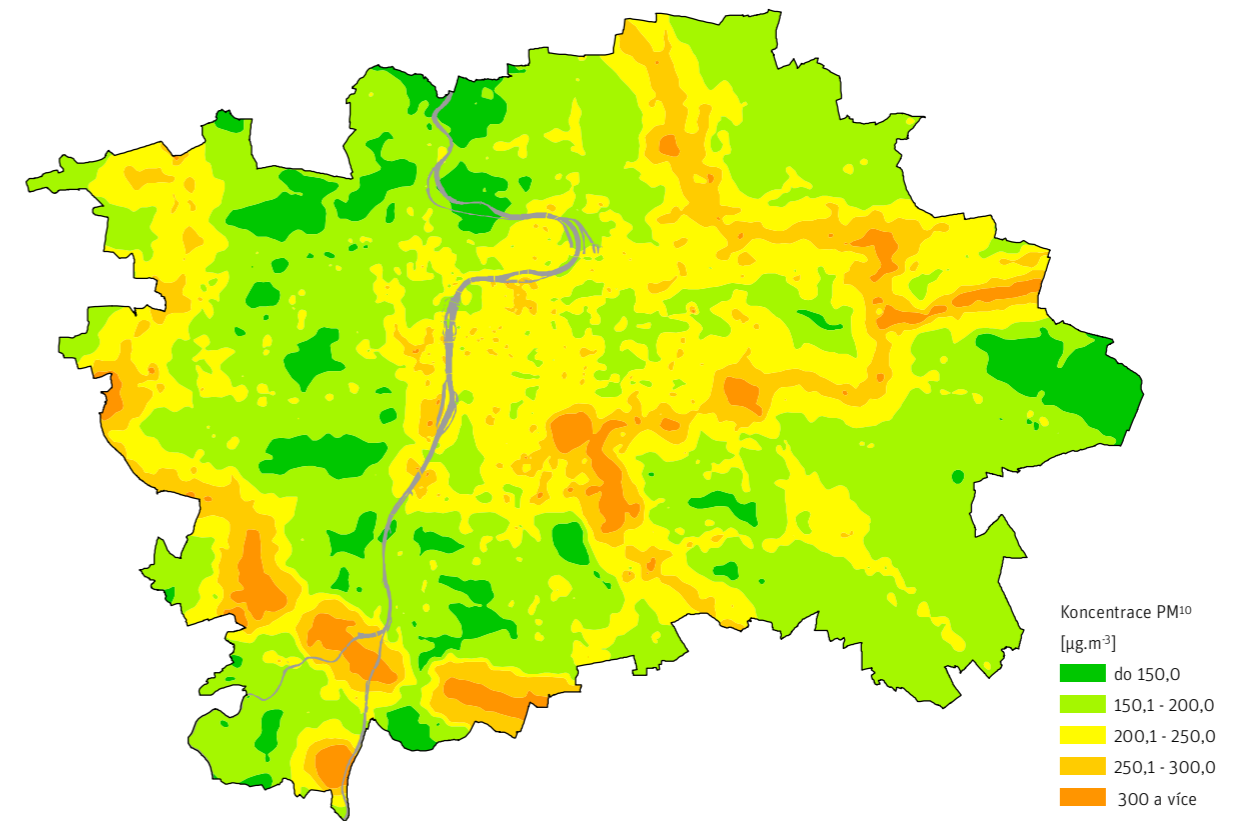 Koncentrace PM¹⁰
[µg.m⁻³]
do 150,0
150,1 - 200,0
200,1 - 250,0
250,1 - 300,0
300 a více